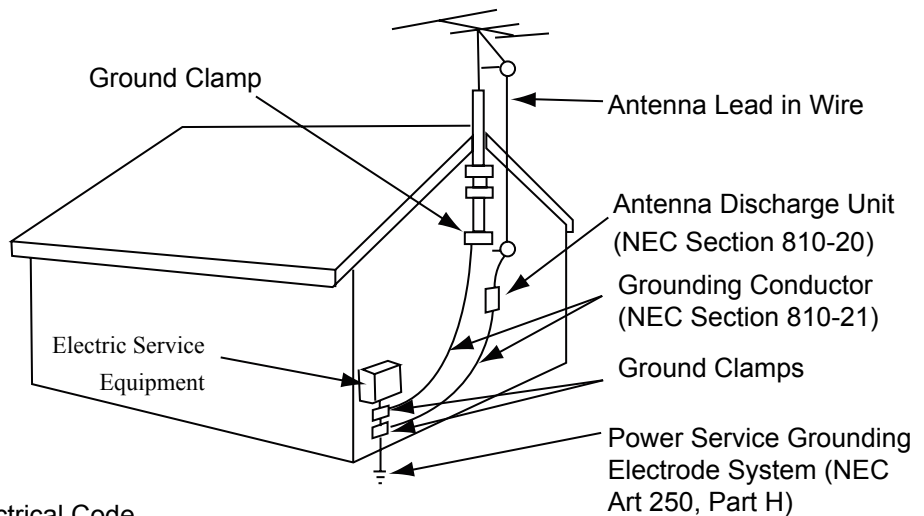 Ground Clamp
Antenna Lead in Wire
Antenna Discharge Unit
(NEC Section 810-20)
Grounding Conductor
(NEC Section 810-21)
Electric Service
Equipment
Ground Clamps
Power Service Grounding
Electrode System (NEC
Art 250, Part H)